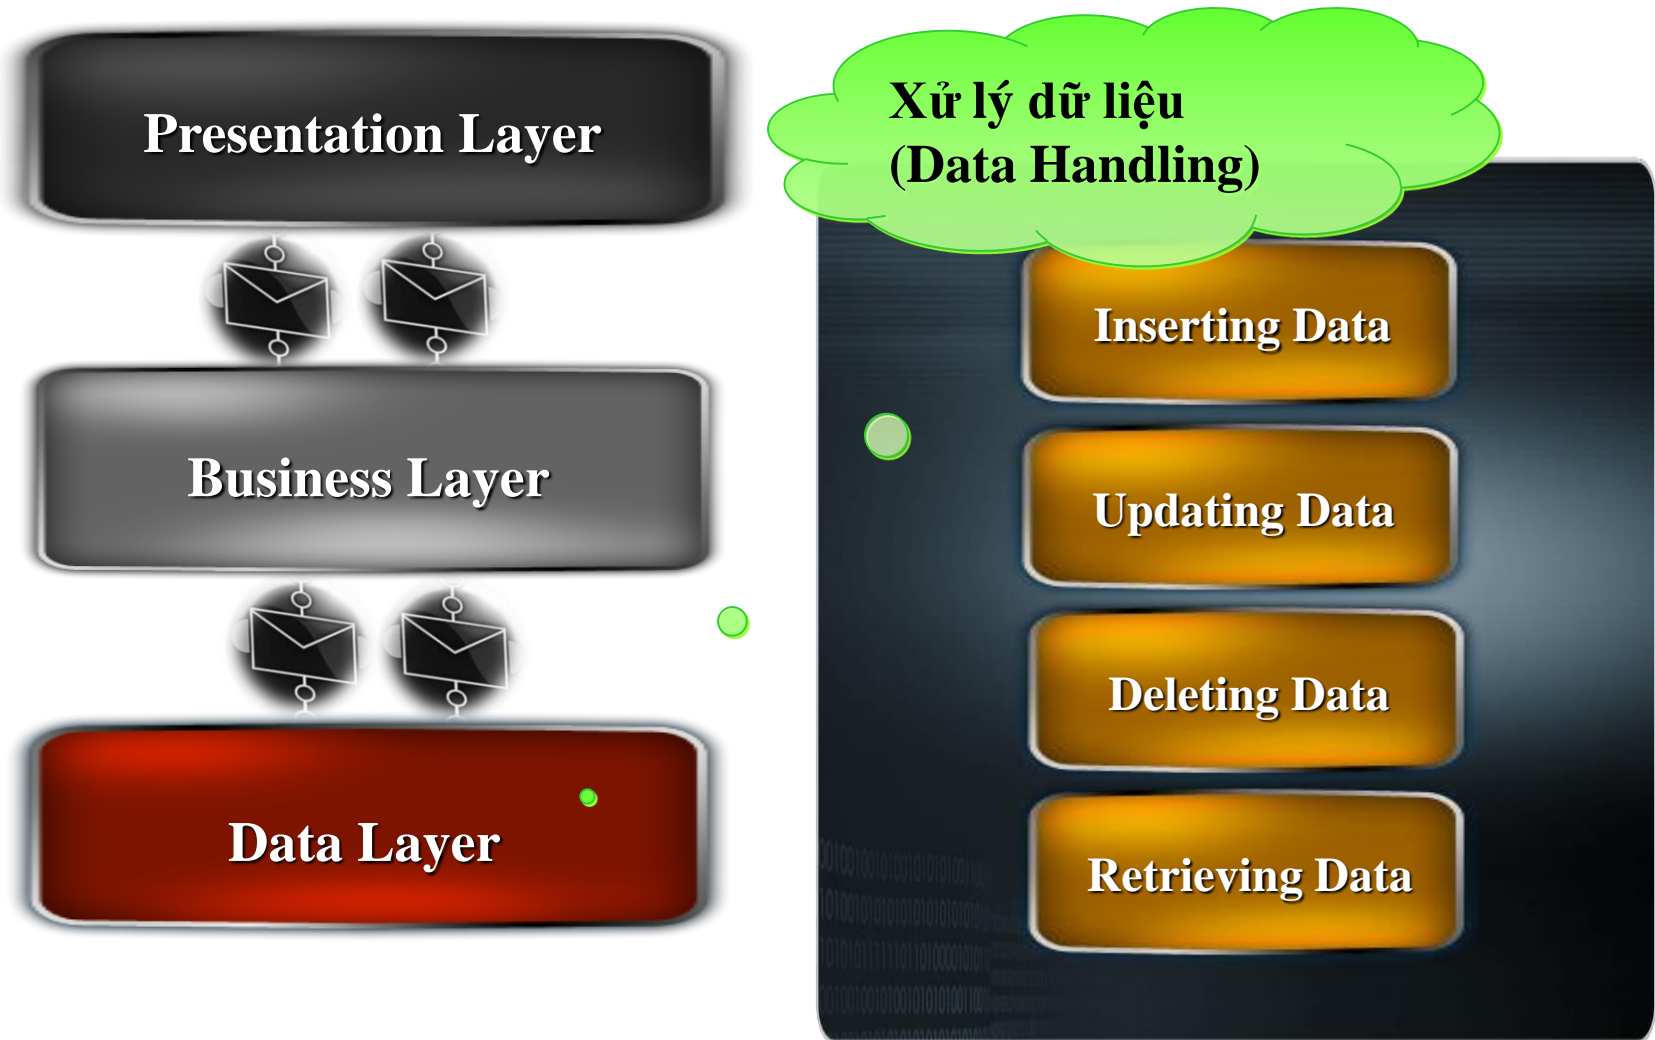 Presentation Layer
Business Layer
Data Layer
Xử lý dữ liệu
(Data Handling)
Inserting Data
Updating Data
Deleting Data
Retrieving Data